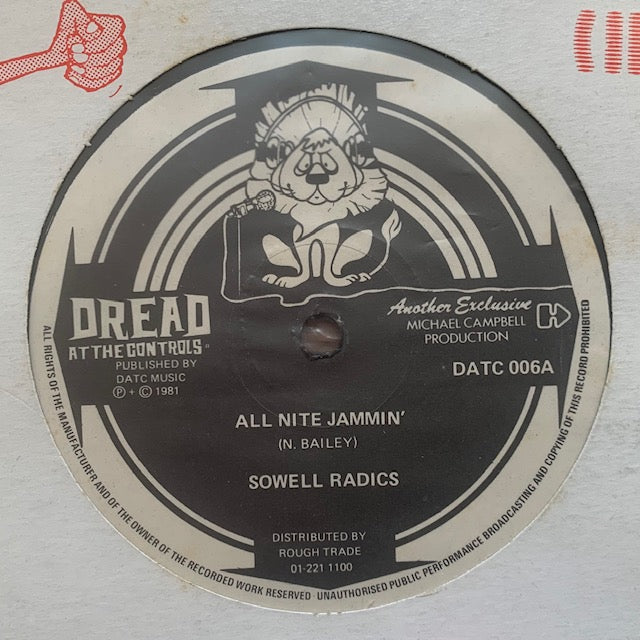 DREAD
AT THE CONTROLS"
PUBLISHED BY
DATC MUSIC
Ⓟ + © 1981
Another Exclusive
MICHAEL CAMPBELL
PRODUCTION
DATC 006A
ALL NITE JAMMIN'
(N. BAILEY)
SOWELL RADICS
DISTRIBUTED BY
ROUGH TRADE
01-221 1100
ALL RIGHTS OF THE MANUFACTURER AND OF THE OWNER OF THE RECORDED WORK RESERVED · UNAUTHORISED PUBLIC PERFORMANCE BROADCASTING AND COPYING OF THIS RECORD PROHIBITED